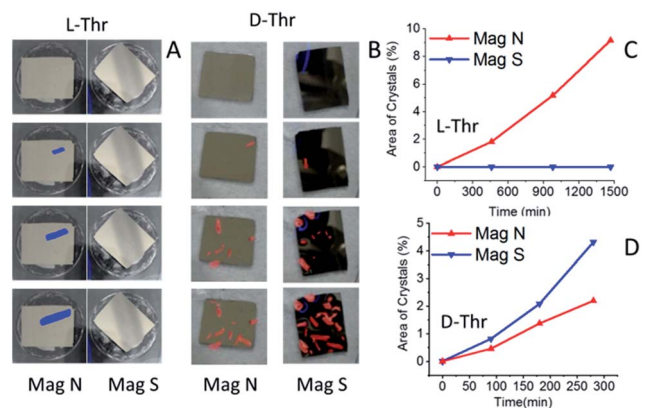 L-Thr
A
D-Thr
B
Mag N
Mag S
Mag N
Mag S
C
Mag N
Mag S
L-Thr
Area of Crystals (%)
10
8
6
4
2
0
0 300 600 900 1200 1500
Time (min)
D
Mag N
Mag S
D-Thr
Area of Crystals (%)
5
4
3
2
1
0
0 50 100 150 200 250 300
Time(min)